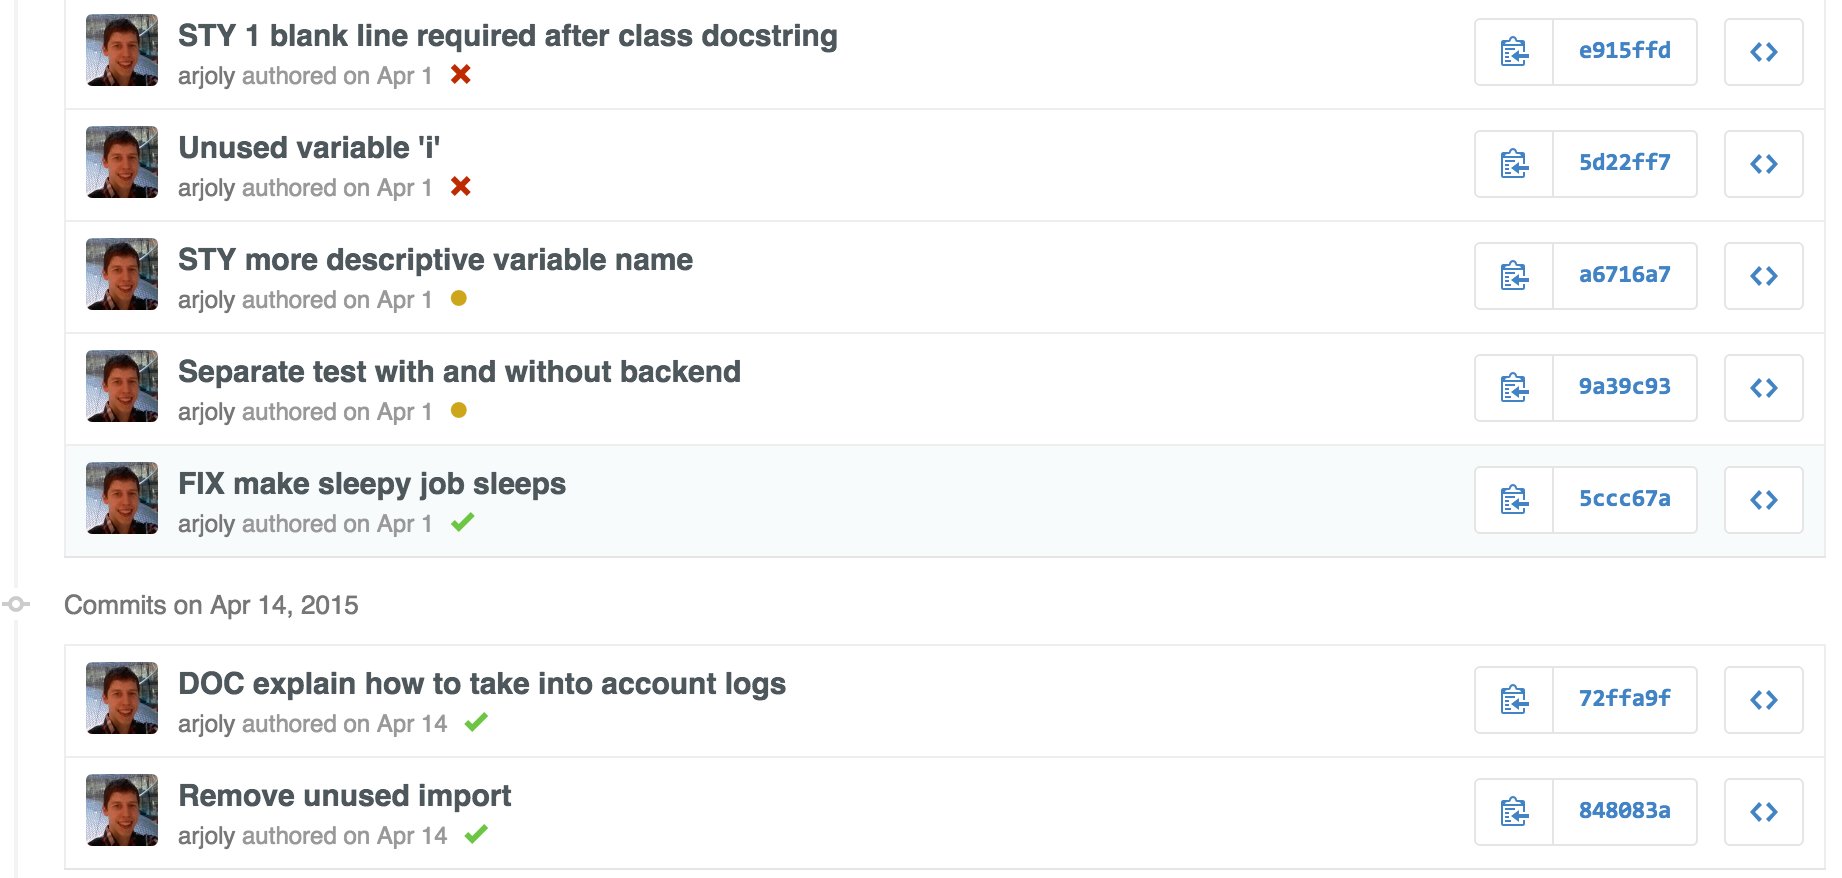 STY 1 blank line required after class docstring
arjoly authored on Apr 1
e915ffd
Unused variable 'i'
arjoly authored on Apr 1
5d22ff7
STY more descriptive variable name
arjoly authored on Apr 1
a6716a7
Separate test with and without backend
arjoly authored on Apr 1
9a39c93
FIX make sleepy job sleeps
arjoly authored on Apr 1
5ccc67a
Commits on Apr 14, 2015
DOC explain how to take into account logs
arjoly authored on Apr 14
72ffa9f
Remove unused import
arjoly authored on Apr 14
848083a